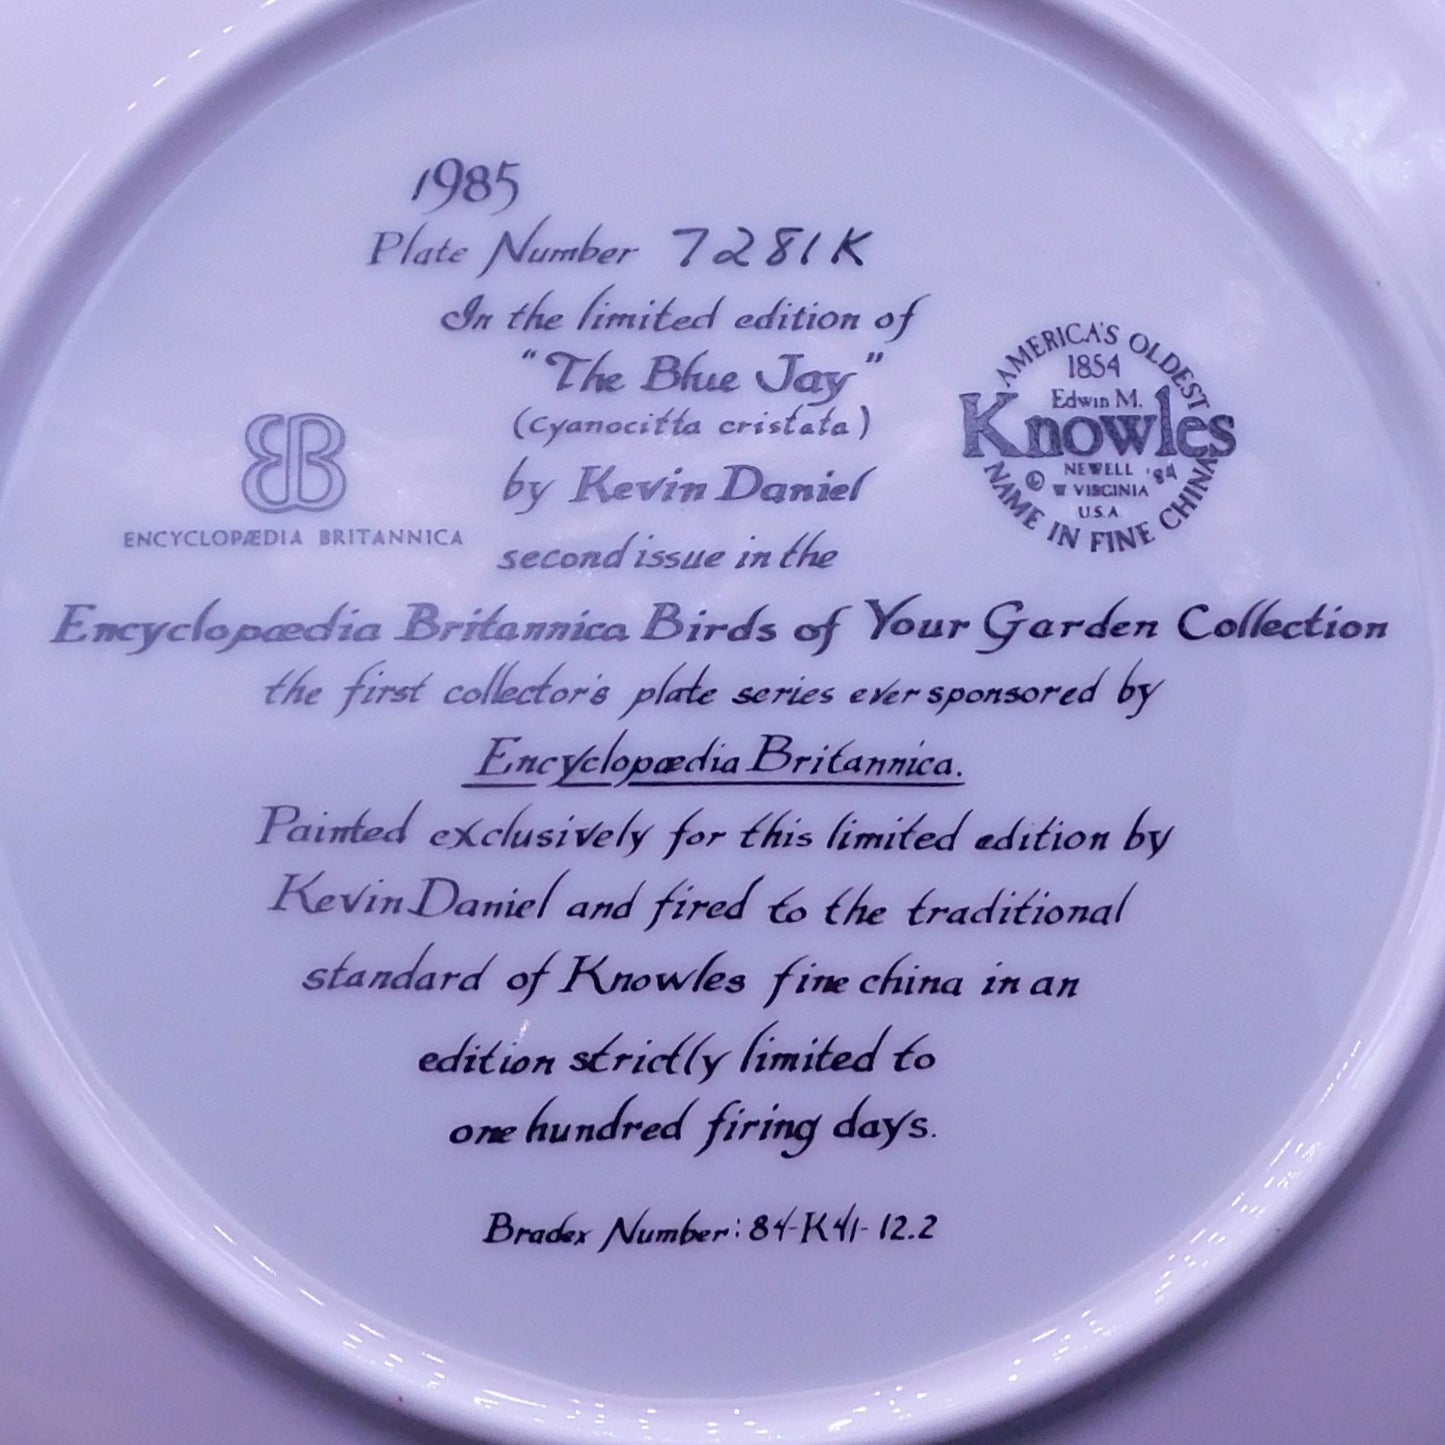 1985
Plate Number 7281K
In the limited edition of
"The Blue Jay"
(cyanocitta cristata)
by Kevin Daniel
second issue in the
Encyclopædia Britannica Birds of Your Garden Collection
the first collector's plate series ever sponsored by
Encyclopædia Britannica.
Painted exclusively for this limited edition by
Kevin Daniel and fired to the traditional
standard of Knowles fine china in an
edition strictly limited to
one hundred firing days.
Bradex Number: 84-K41-12.2
EB
ENCYCLOPÆDIA BRITANNICA
AMERICA'S OLDEST
1854
Edwin M.
Knowles
© NEWELL '84
W VIRGINIA
U.S.A.
NAME IN FINE CHINA